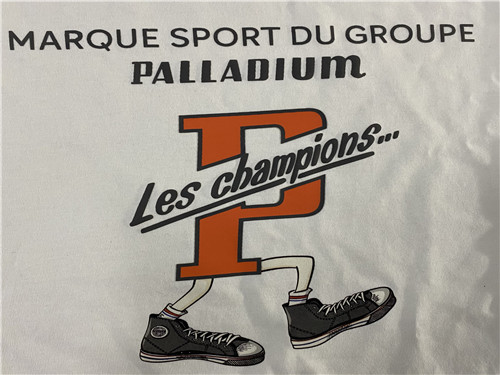 MARQUE SPORT DU GROUPE
PALLADIUM
P
Les champions...